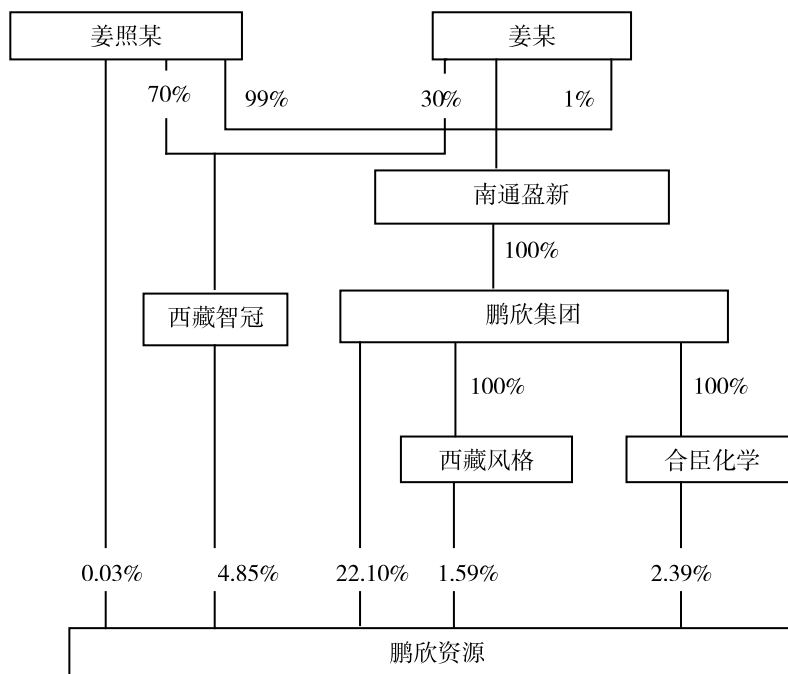 姜照某
姜某
70%
99%
30%
1%
南通盈新
100%
西藏智冠
鹏欣集团
100%
100%
西藏风格
合臣化学
0.03%
4.85%
22.10%
1.59%
2.39%
鹏欣资源